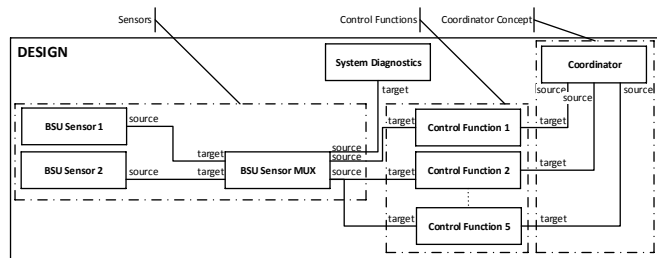 Sensors
Control Functions
Coordinator Concept
DESIGN
System Diagnostics
Coordinator
target
source
source
source
BSU Sensor 1
source
Control Function 1
target
target
source
source
target
BSU Sensor 2
source
target
BSU Sensor MUX
source
target
Control Function 2
target
target
Control Function 5
target